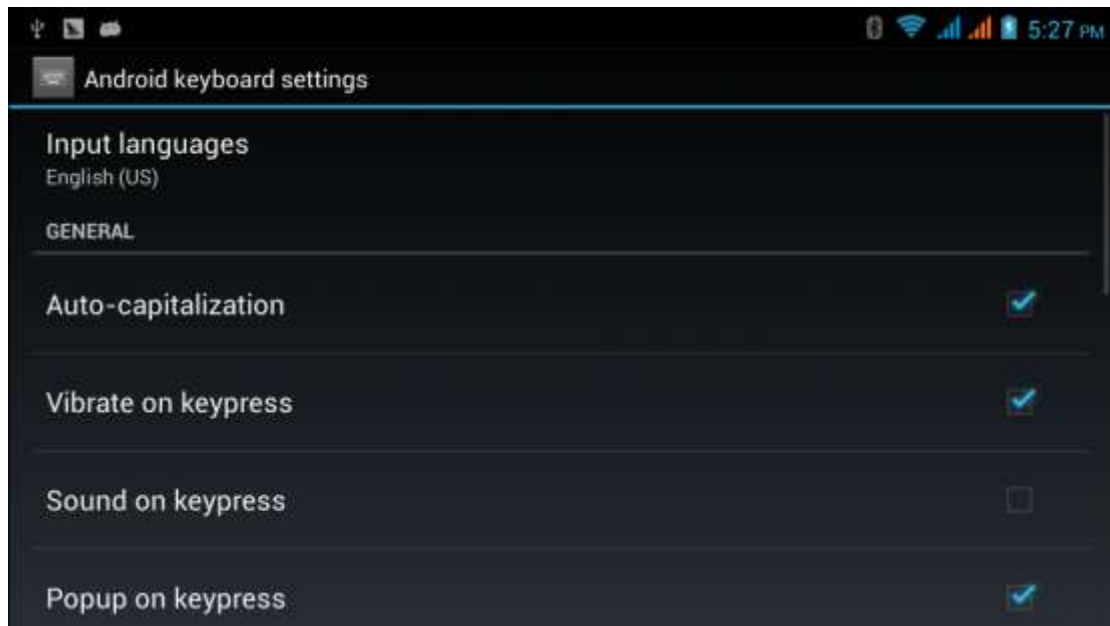 5:27 PM
Android keyboard settings
Input languages
English (US)
GENERAL
Auto-capitalization
Vibrate on keypress
Sound on keypress
Popup on keypress